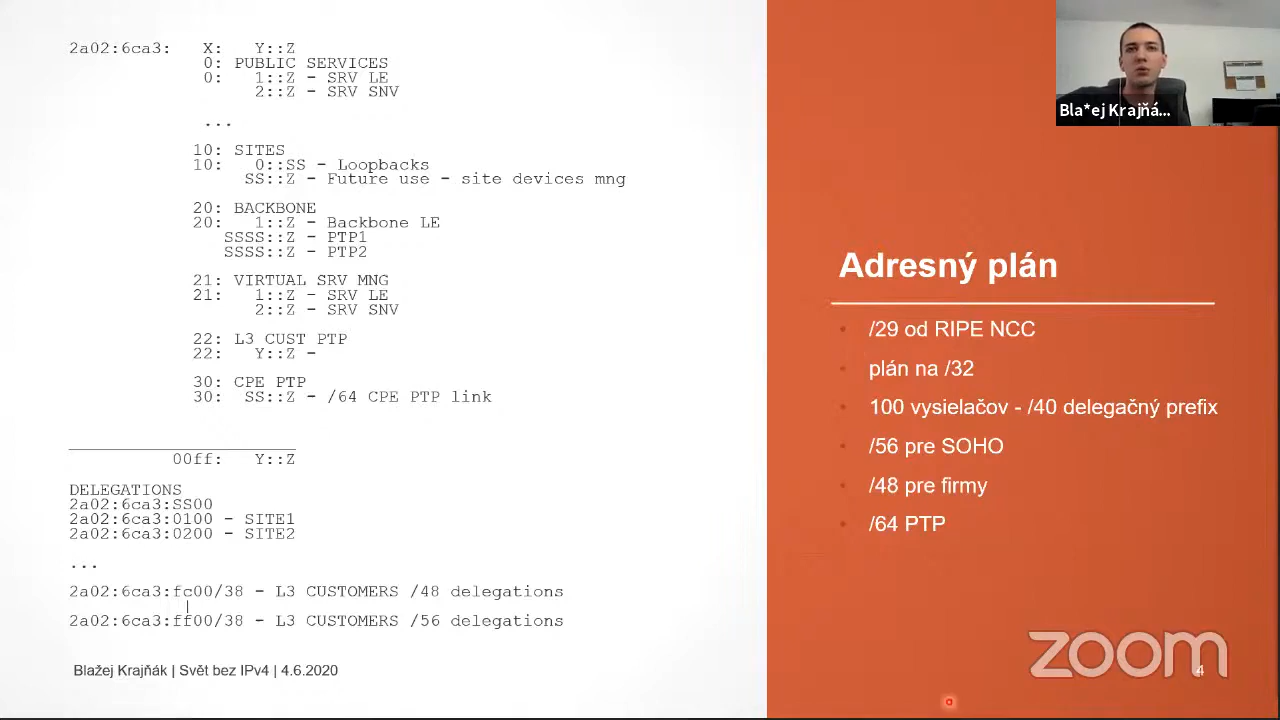 2a02:6ca3: X: Y::Z
0: PUBLIC SERVICES
0: 1::Z - SRV LE
2::Z - SRV SNV
...
10: SITES
10: 0::SS - Loopbacks
SS::Z - Future use - site devices mng
20: BACKBONE
20: 1::Z - Backbone LE
SSSS::Z - PTP1
SSSS::Z - PTP2
21: VIRTUAL SRV MNG
21: 1::Z - SRV LE
2::Z - SRV SNV
22: L3 CUST PTP
22: Y::Z -
30: CPE PTP
30: SS::Z - /64 CPE PTP link
00ff: Y::Z
DELEGATIONS
2a02:6ca3:SS00
2a02:6ca3:0100 - SITE1
2a02:6ca3:0200 - SITE2
...
2a02:6ca3:fc00/38 - L3 CUSTOMERS /48 delegations
|
2a02:6ca3:ff00/38 - L3 CUSTOMERS /56 delegations
Blažej Krajňák | Svět bez IPv4 | 4.6.2020
Bla*ej Krajňá...
Adresný plán
/29 od RIPE NCC
plán na /32
100 vysielačov - /40 delegačný prefix
/56 pre SOHO
/48 pre firmy
/64 PTP
zoom
4